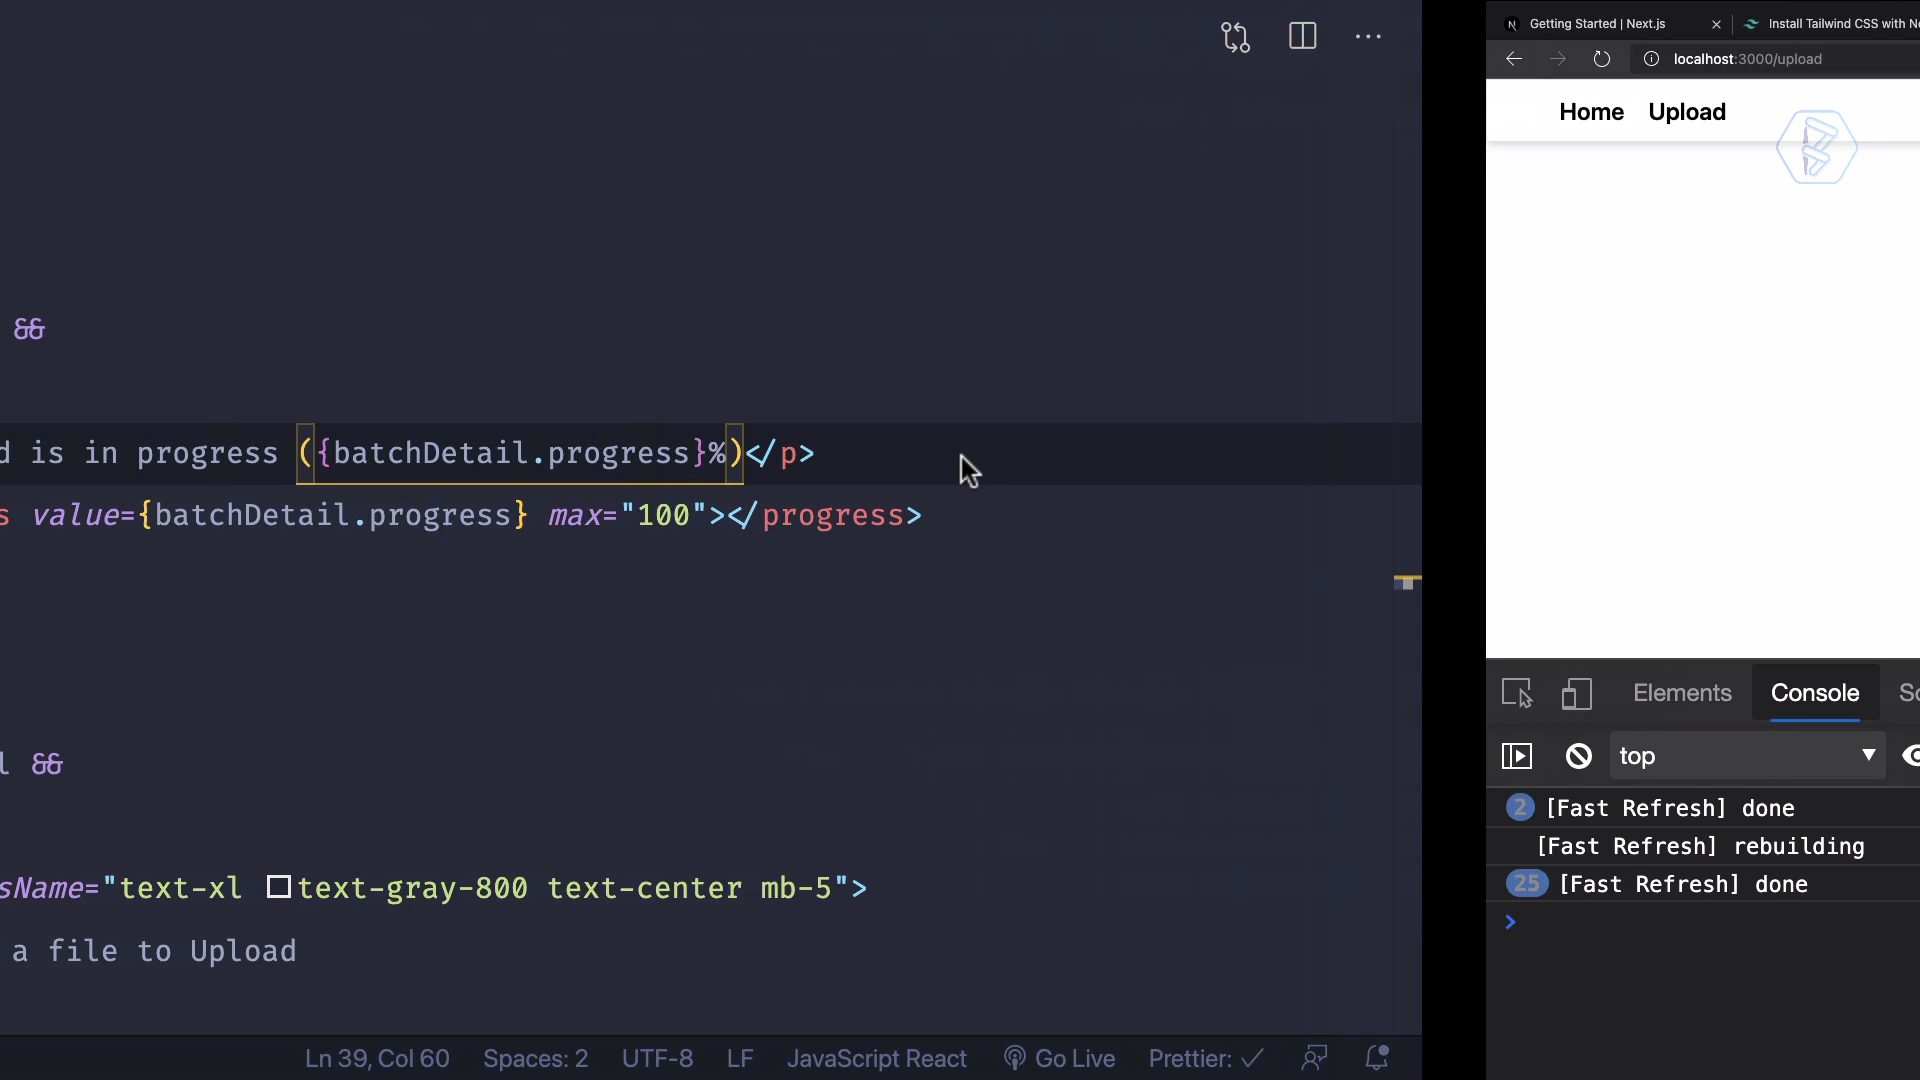 &&
d is in progress ({batchDetail.progress}%)</p>
s value={batchDetail.progress} max="100"></progress>
l &&
sName="text-xl text-gray-800 text-center mb-5">
a file to Upload
Ln 39, Col 60 Spaces: 2 UTF-8 LF JavaScript React Go Live Prettier: ✓
Getting Started | Next.js × Install Tailwind CSS with Ne
localhost:3000/upload
Home Upload
Elements Console So
top ▼
2 [Fast Refresh] done
[Fast Refresh] rebuilding
25 [Fast Refresh] done
>